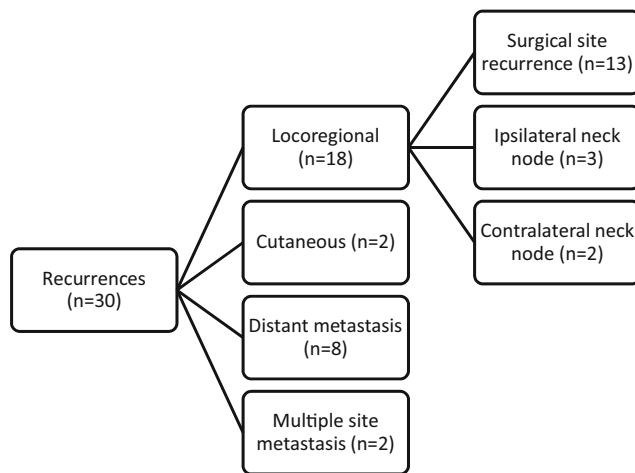 Recurrences
(n=30)
Locoregional
(n=18)
Cutaneous (n=2)
Distant metastasis
(n=8)
Multiple site
metastasis (n=2)
Surgical site
recurrence (n=13)
Ipsilateral neck
node (n=3)
Contralateral neck
node (n=2)